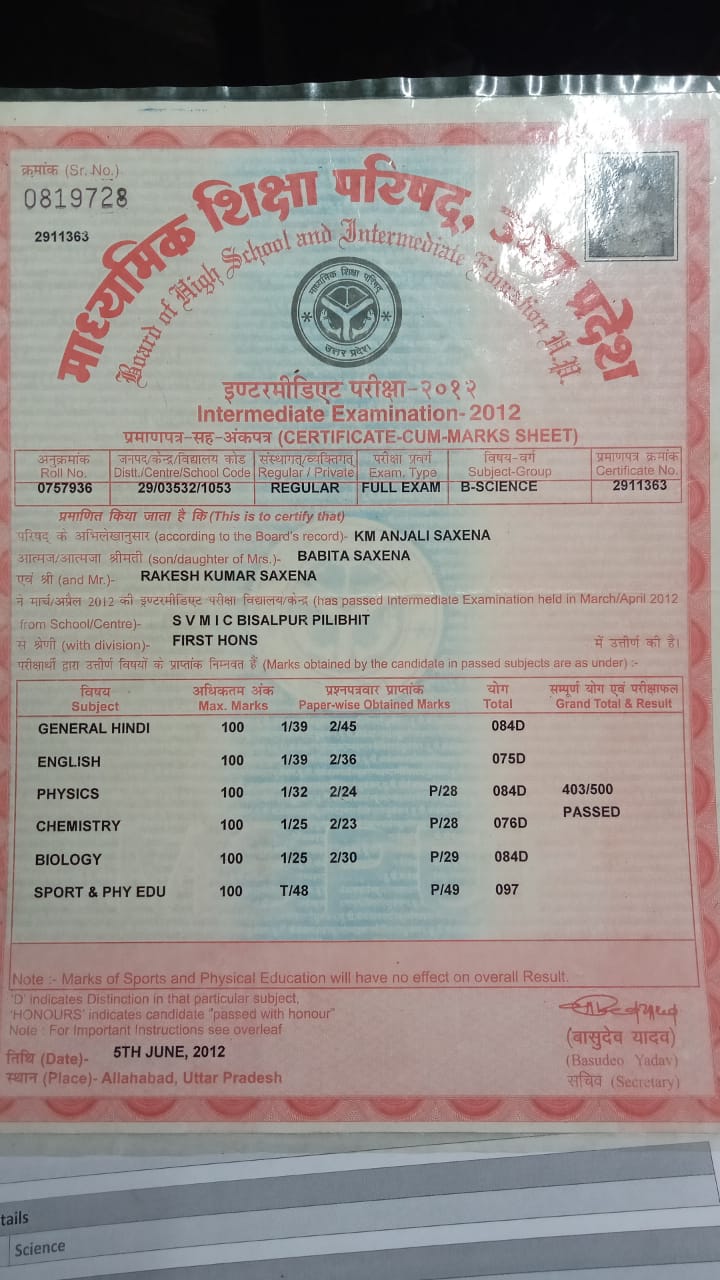 क्रमांक (Sr. No.)
0819728
2911363
माध्यमिक शिक्षा परिषद्, उत्तर प्रदेश
Board of High School and Intermediate Education U.P.
माध्यमिक शिक्षा परिषद
उत्तर प्रदेश
इण्टरमीडिएट परीक्षा-२०१२
Intermediate Examination- 2012
प्रमाणपत्र-सह-अंकपत्र (CERTIFICATE-CUM-MARKS SHEET)
अनुक्रमांक जनपद/केन्द्र/विद्यालय कोड संस्थागत/व्यक्तिगत परीक्षा प्रवर्ग विषय-वर्ग प्रमाणपत्र क्रमांक
Roll No. Distt./Centre/School Code Regular / Private Exam. Type Subject-Group Certificate No.
0757936 29/03532/1053 REGULAR FULL EXAM B-SCIENCE 2911363
प्रमाणित किया जाता है कि (This is to certify that)
परिषद के अभिलेखानुसार (according to the Board's record)- KM ANJALI SAXENA
आत्मज/आत्मजा श्रीमती (son/daughter of Mrs.)- BABITA SAXENA
एवं श्री (and Mr.)- RAKESH KUMAR SAXENA
ने मार्च/अप्रैल 2012 की इण्टरमीडिएट परीक्षा विद्यालय/केन्द्र (has passed Intermediate Examination held in March/April 2012
from School/Centre)- S V M I C BISALPUR PILIBHIT
से श्रेणी (with division)- FIRST HONS में उत्तीर्ण की है।
परीक्षार्थी द्वारा उत्तीर्ण विषयों के प्राप्तांक निम्नवत हैं (Marks obtained by the candidate in passed subjects are as under) :-
विषय अधिकतम अंक प्रश्नपत्रवार प्राप्तांक योग सम्पूर्ण योग एवं परीक्षाफल
Subject Max. Marks Paper-wise Obtained Marks Total Grand Total & Result
GENERAL HINDI 100 1/39 2/45 084D
ENGLISH 100 1/39 2/36 075D
PHYSICS 100 1/32 2/24 P/28 084D 403/500
PASSED
CHEMISTRY 100 1/25 2/23 P/28 076D
BIOLOGY 100 1/25 2/30 P/29 084D
SPORT & PHY EDU 100 T/48 P/49 097
Note :- Marks of Sports and Physical Education will have no effect on overall Result.
'D' indicates Distinction in that particular subject,
'HONOURS' indicates candidate "passed with honour"
Note : For Important Instructions see overleaf
तिथि (Date)- 5TH JUNE, 2012
स्थान (Place)- Allahabad, Uttar Pradesh
(बासुदेव यादव)
(Basudeo Yadav)
सचिव (Secretary)
tails
Science